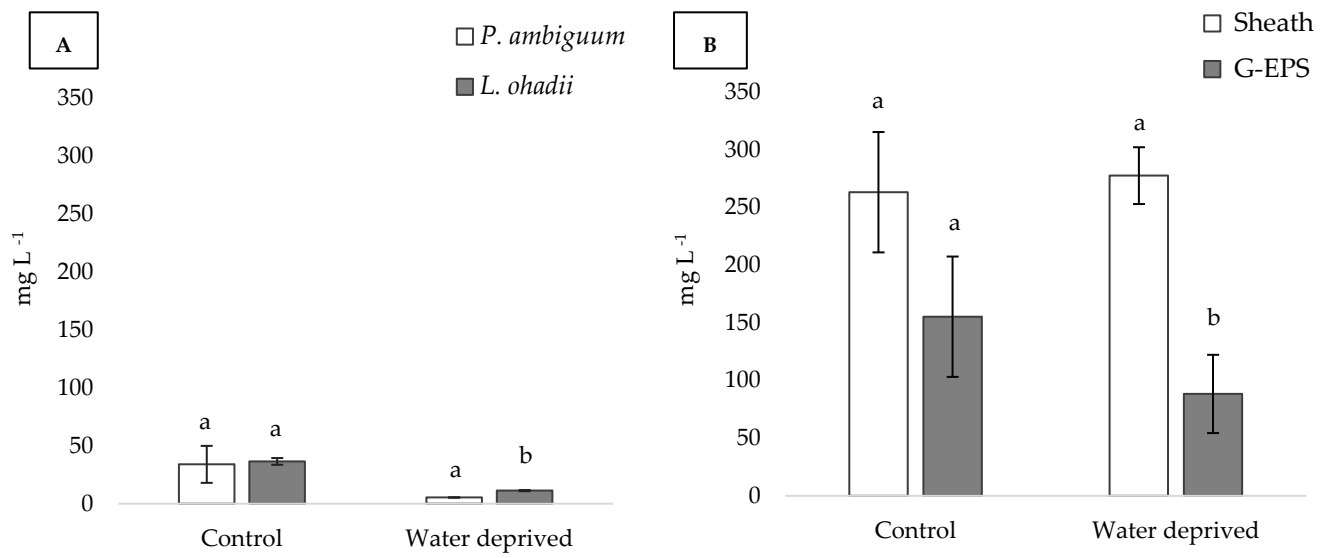 A
P. ambiguum
L. ohadii
350
300
250
200
150
100
50
0
mg L -1
a
a
a
b
Control
Water deprived
B
Sheath
G-EPS
350
300
250
200
150
100
50
0
mg L -1
a
a
a
b
Control
Water deprived